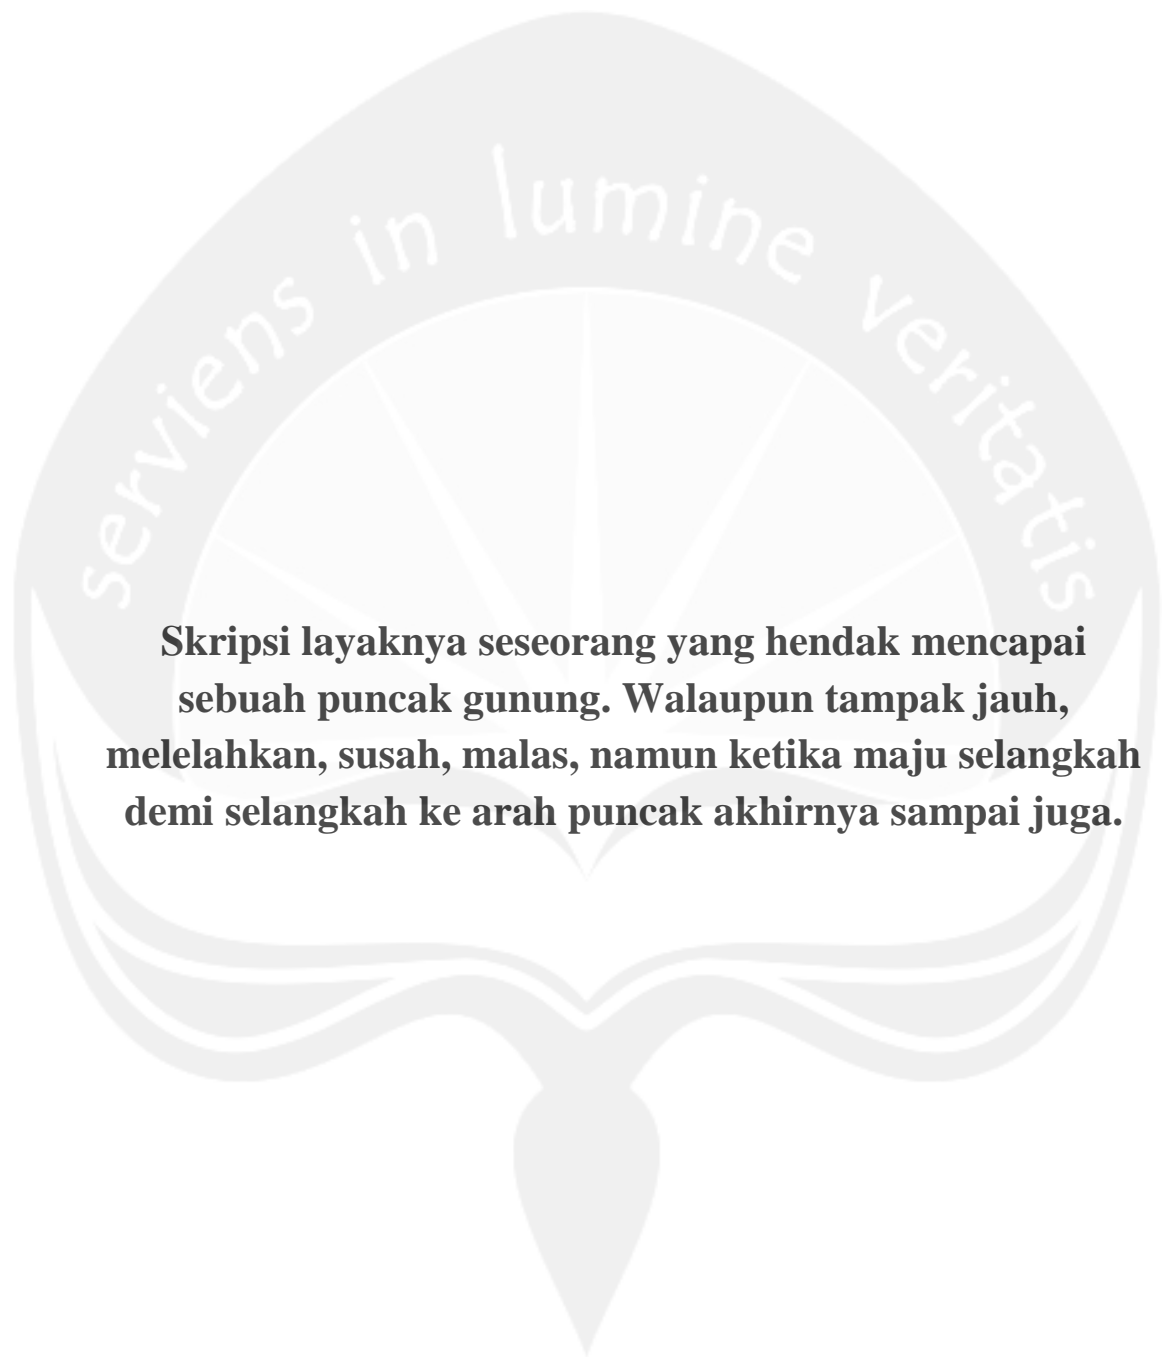 serviens in lumine veritatis
Skripsi layaknya seseorang yang hendak mencapai
sebuah puncak gunung. Walaupun tampak jauh,
melelahkan, susah, malas, namun ketika maju selangkah
demi selangkah ke arah puncak akhirnya sampai juga.